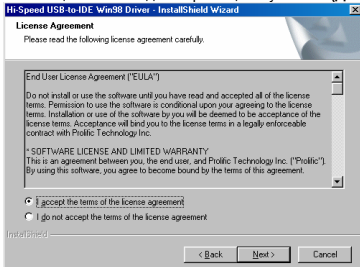 Hi-Speed USB-to-IDE Win98 Driver - InstallShield Wizard
License Agreement
Please read the following license agreement carefully.
End User License Agreement ("EULA")
Do not install or use the software until you have read and accepted all of the license
terms. Permission to use the software is conditional upon your agreeing to the license
terms. Installation or use of the software by you will be deemed to be acceptance of the
license terms. Acceptance will bind you to the license terms in a legally enforceable
contract with Prolific Technology Inc.
* SOFTWARE LICENSE AND LIMITED WARRANTY
This is an agreement between you, the end user, and Prolific Technology Inc. ("Prolific").
By using this software, you agree to become bound by the terms of this agreement.
I accept the terms of the license agreement
I do not accept the terms of the license agreement
InstallShield
< Back
Next >
Cancel